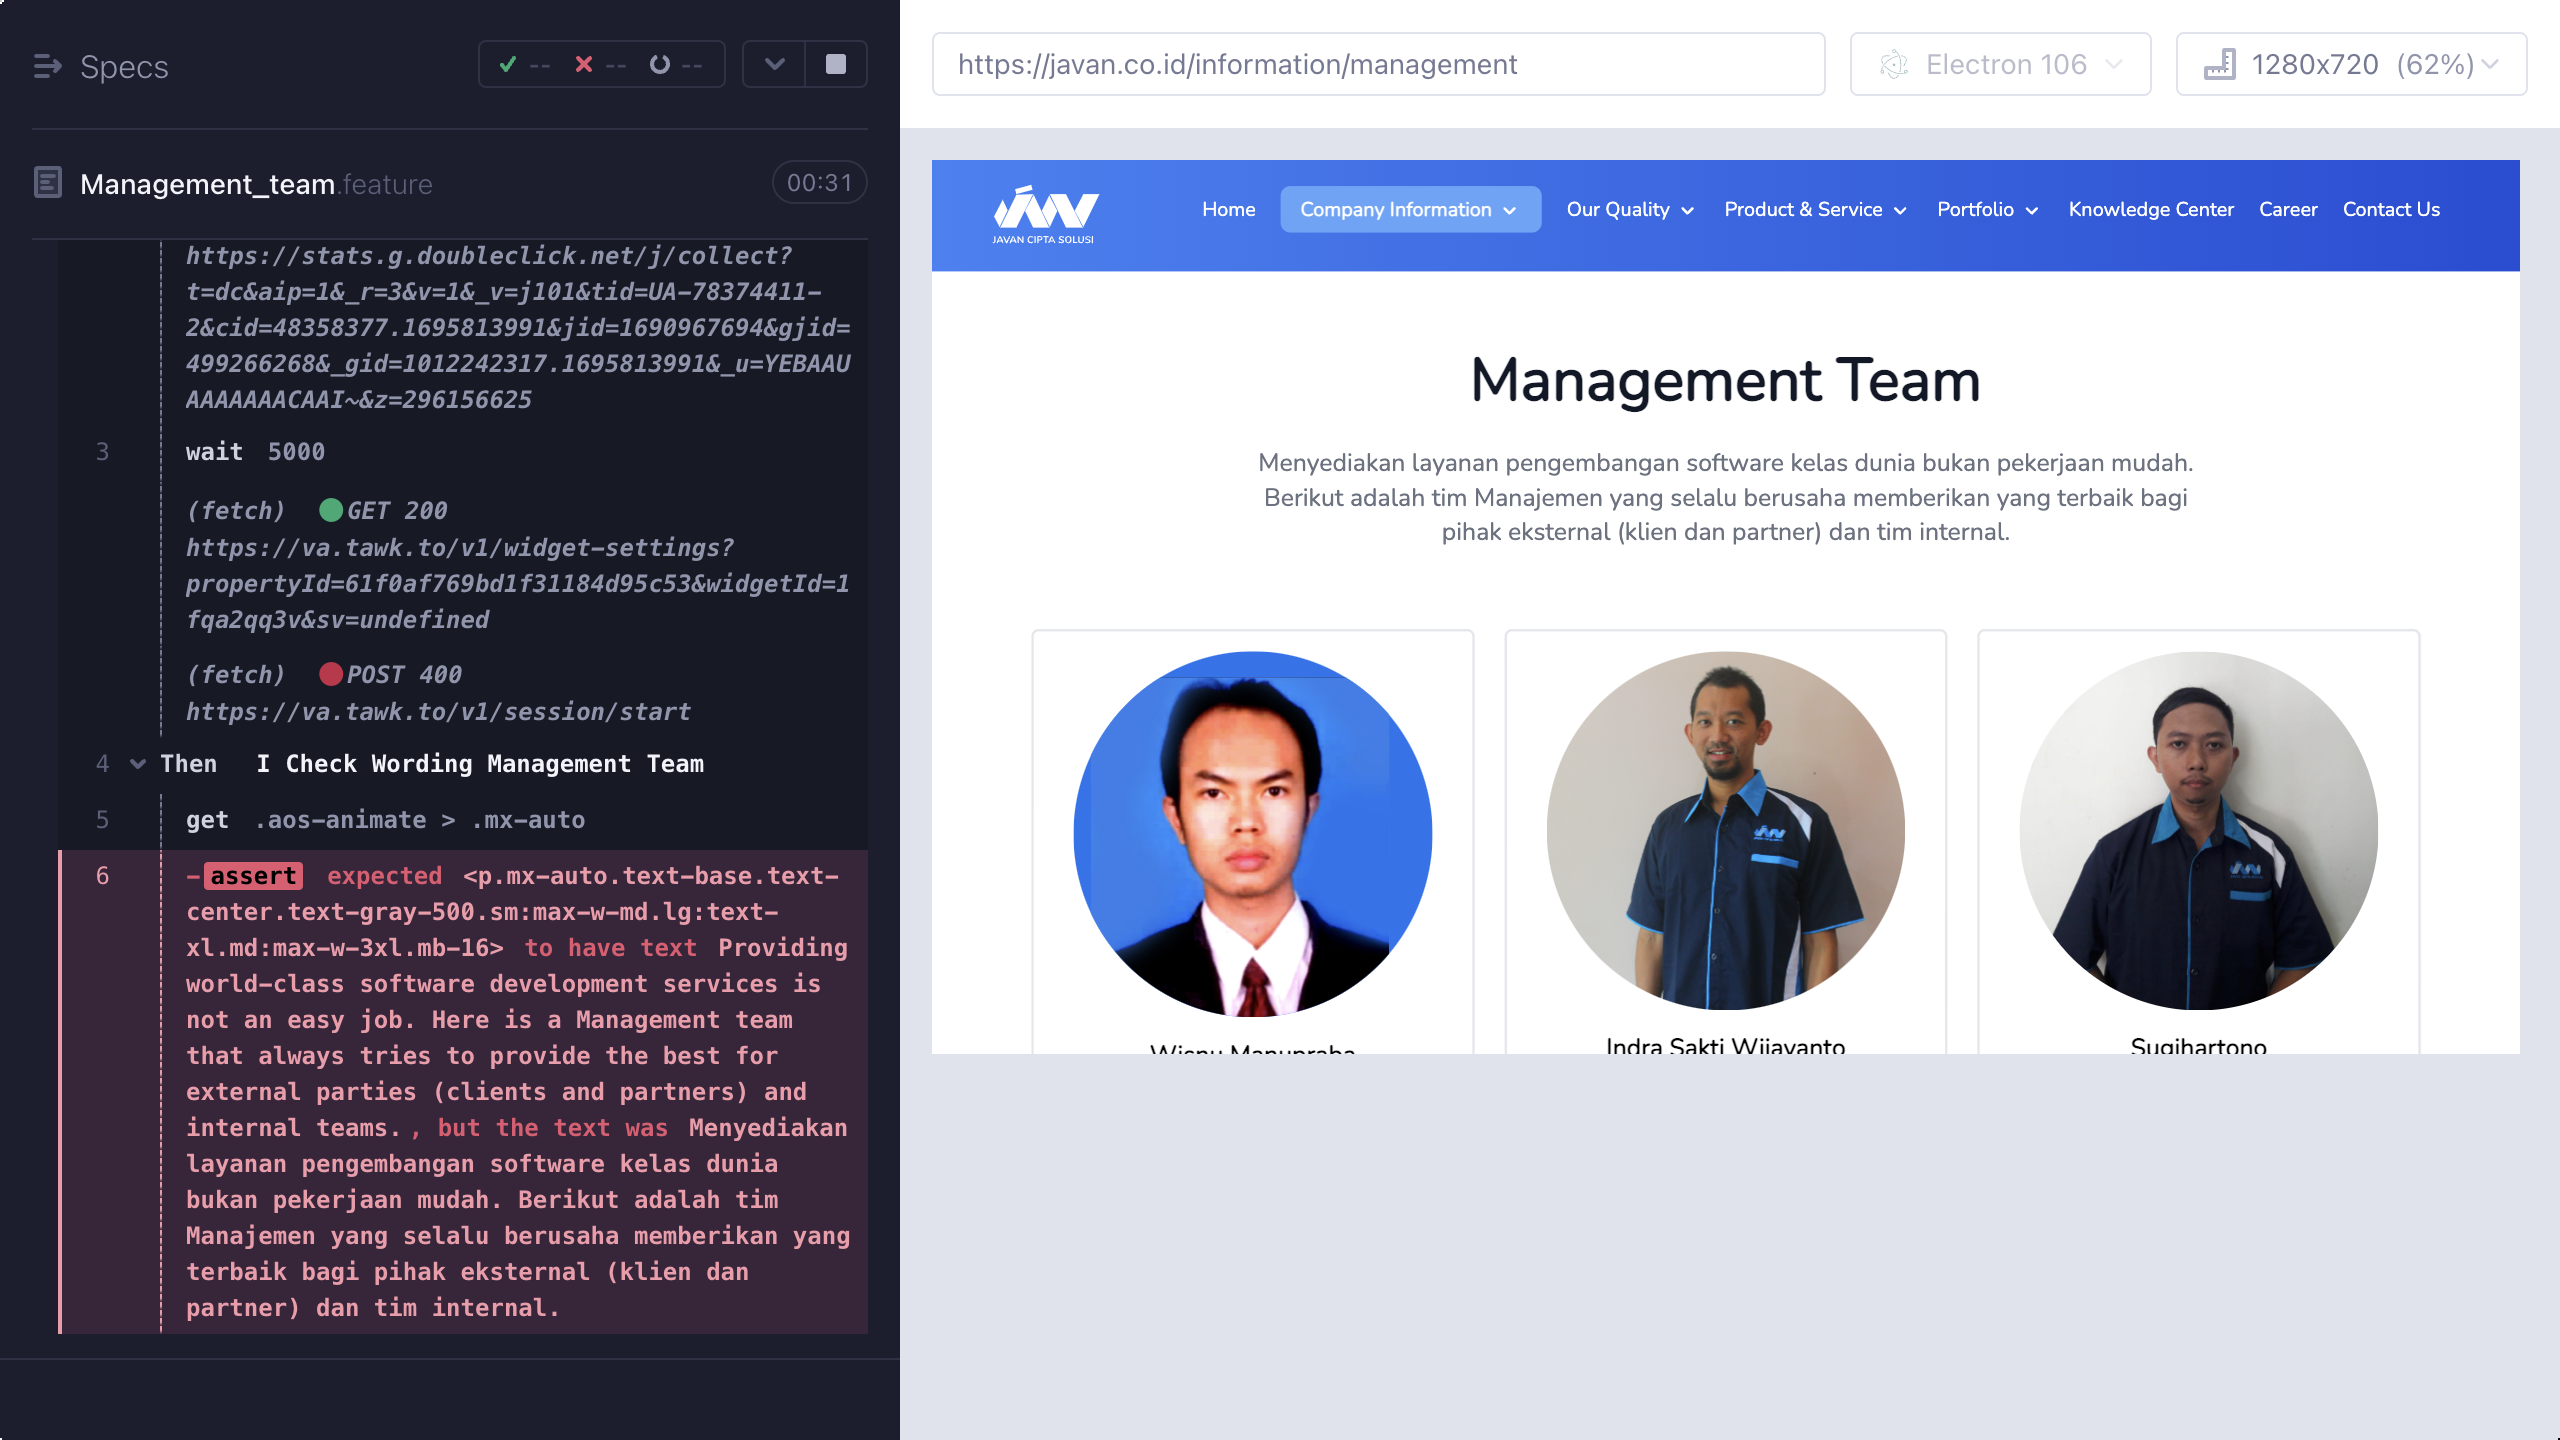 Specs
-- -- --
Management_team.feature
00:31
https://stats.g.doubleclick.net/j/collect?
t=dc&aip=1&_r=3&v=1&_v=j101&tid=UA-78374411-
2&cid=48358377.1695813991&jid=1690967694&gjid=
499266268&_gid=1012242317.1695813991&_u=YEBAAU
AAAAAAACAAI~&z=296156625
3 wait 5000
(fetch) GET 200
https://va.tawk.to/v1/widget-settings?
propertyId=61f0af769bd1f31184d95c53&widgetId=1
fqa2qq3v&sv=undefined
(fetch) POST 400
https://va.tawk.to/v1/session/start
4 Then I Check Wording Management Team
5 get .aos-animate > .mx-auto
6 -assert expected <p.mx-auto.text-base.text-
center.text-gray-500.sm:max-w-md.lg:text-
xl.md:max-w-3xl.mb-16> to have text Providing
world-class software development services is
not an easy job. Here is a Management team
that always tries to provide the best for
external parties (clients and partners) and
internal teams., but the text was Menyediakan
layanan pengembangan software kelas dunia
bukan pekerjaan mudah. Berikut adalah tim
Manajemen yang selalu berusaha memberikan yang
terbaik bagi pihak eksternal (klien dan
partner) dan tim internal.
https://javan.co.id/information/management
Electron 106
1280x720 (62%)
JAVAN CIPTA SOLUSI
Home Company Information Our Quality Product & Service Portfolio Knowledge Center Career Contact Us
Management Team
Menyediakan layanan pengembangan software kelas dunia bukan pekerjaan mudah.
Berikut adalah tim Manajemen yang selalu berusaha memberikan yang terbaik bagi
pihak eksternal (klien dan partner) dan tim internal.
Wisnu Manupraba
Indra Sakti Wijayanto
Sugihartono